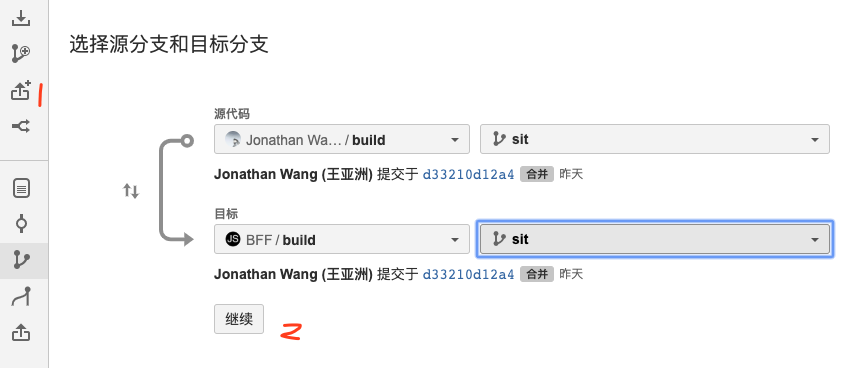 选择源分支和目标分支
1
源代码
Jonathan Wa… / build
sit
Jonathan Wang (王亚洲) 提交于 d33210d12a4 合并 昨天
目标
JS BFF / build
sit
Jonathan Wang (王亚洲) 提交于 d33210d12a4 合并 昨天
继续
2